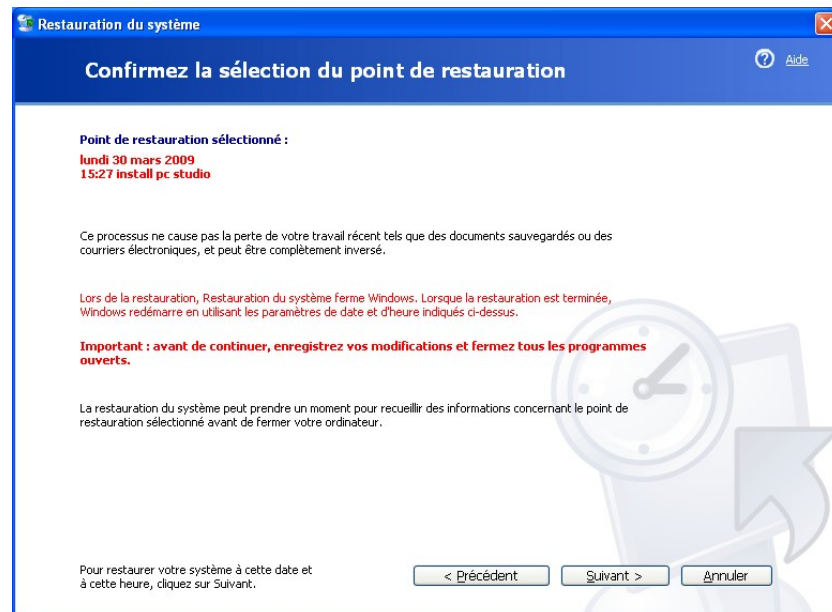 Restauration du système
Confirmez la sélection du point de restauration
Aide
Point de restauration sélectionné :
lundi 30 mars 2009
15:27 install pc studio
Ce processus ne cause pas la perte de votre travail récent tels que des documents sauvegardés ou des
courriers électroniques, et peut être complètement inversé.
Lors de la restauration, Restauration du système ferme Windows. Lorsque la restauration est terminée,
Windows redémarre en utilisant les paramètres de date et d'heure indiqués ci-dessus.
Important : avant de continuer, enregistrez vos modifications et fermez tous les programmes
ouverts.
La restauration du système peut prendre un moment pour recueillir des informations concernant le point de
restauration sélectionné avant de fermer votre ordinateur.
Pour restaurer votre système à cette date et
à cette heure, cliquez sur Suivant.
< Précédent
Suivant >
Annuler